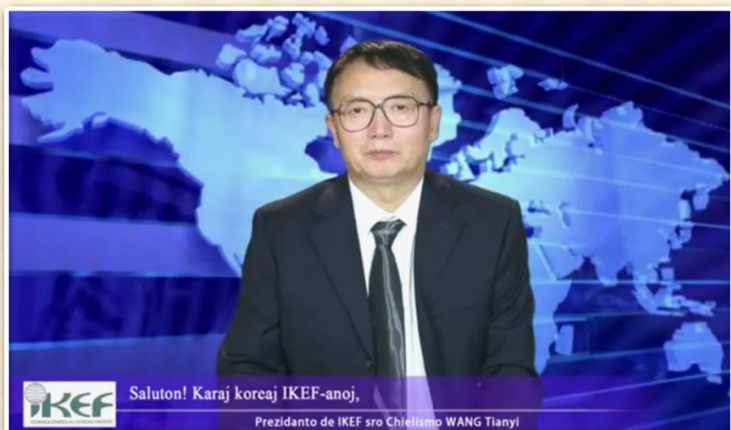 Saluton! Karaj koreaj IKEF-anoj,
IKEF
Prezidanto de IKEF sro Chielismo WANG Tianyi